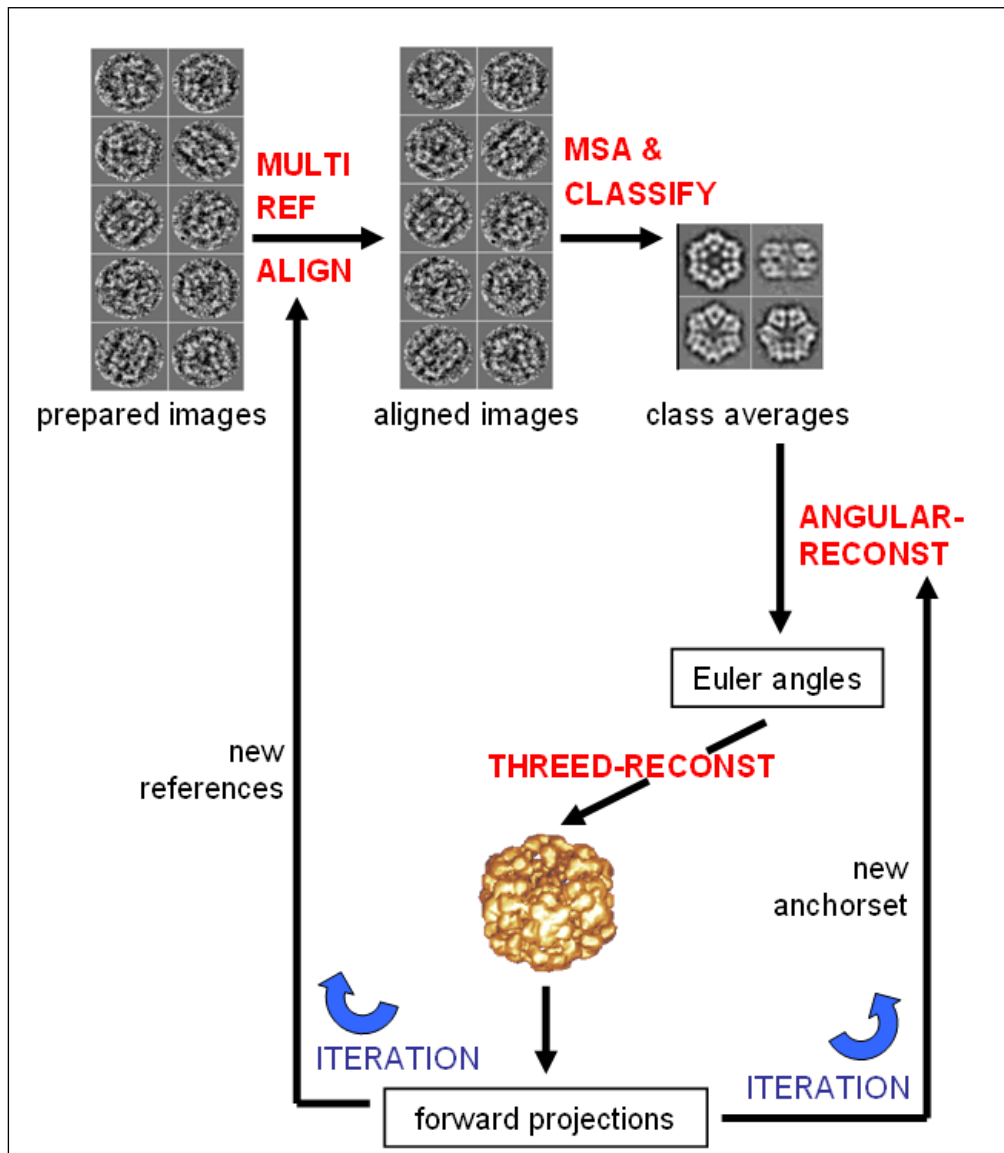 MULTI
REF
ALIGN
MSA &
CLASSIFY
prepared images
aligned images
class averages
ANGULAR-
RECONST
Euler angles
THREED-RECONST
new
references
new
anchorset
ITERATION
ITERATION
forward projections